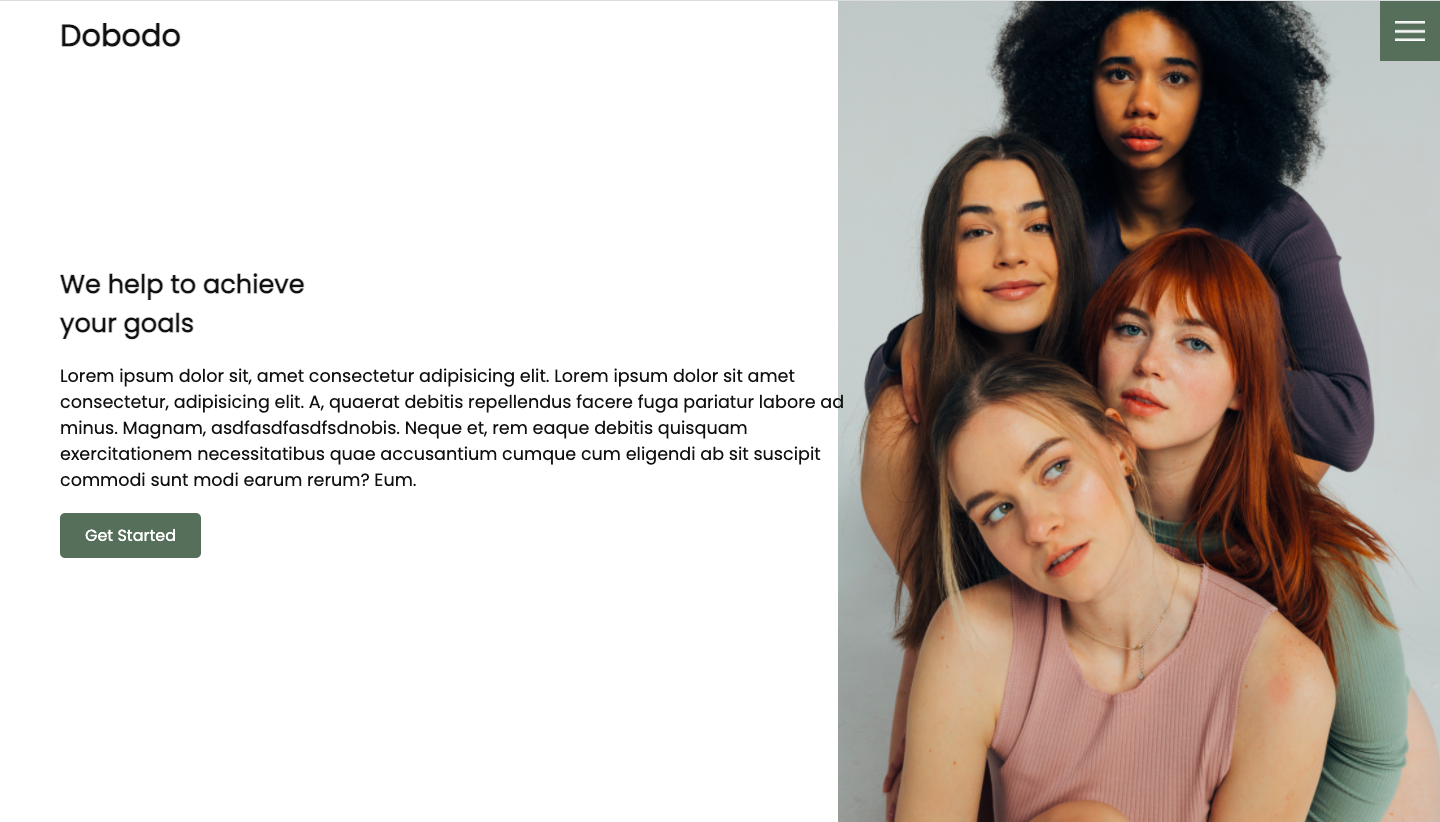 Dobodo
We help to achieve
your goals
Lorem ipsum dolor sit, amet consectetur adipisicing elit. Lorem ipsum dolor sit amet
consectetur, adipisicing elit. A, quaerat debitis repellendus facere fuga pariatur labore ad
minus. Magnam, asdfasdfasdfsdnobis. Neque et, rem eaque debitis quisquam
exercitationem necessitatibus quae accusantium cumque cum eligendi ab sit suscipit
commodi sunt modi earum rerum? Eum.
Get Started